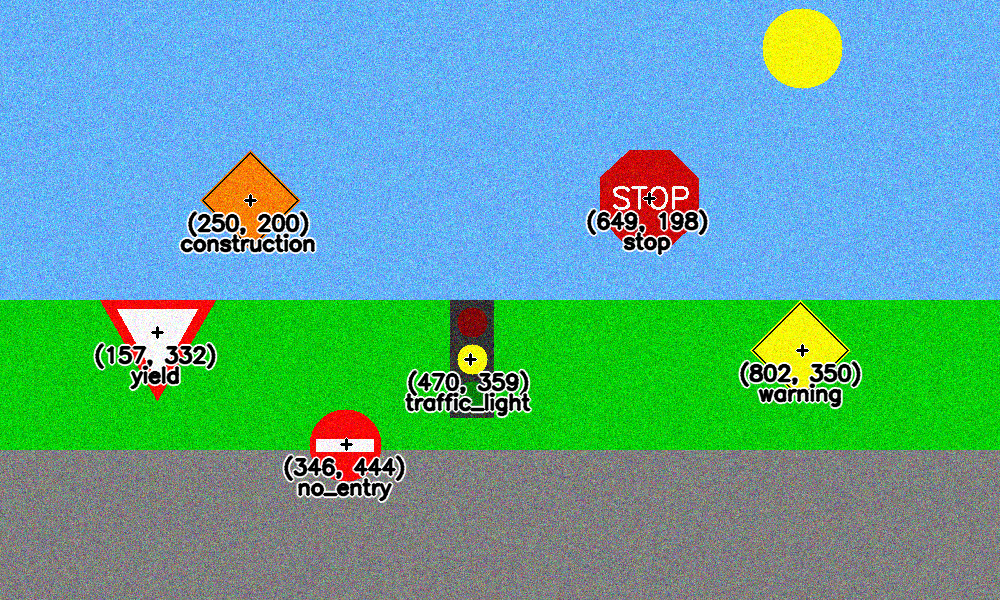 STOP
(250, 200)
construction
(649, 198)
stop
(157, 332)
yield
(470, 359)
traffic_light
(802, 350)
warning
(346, 444)
no_entry